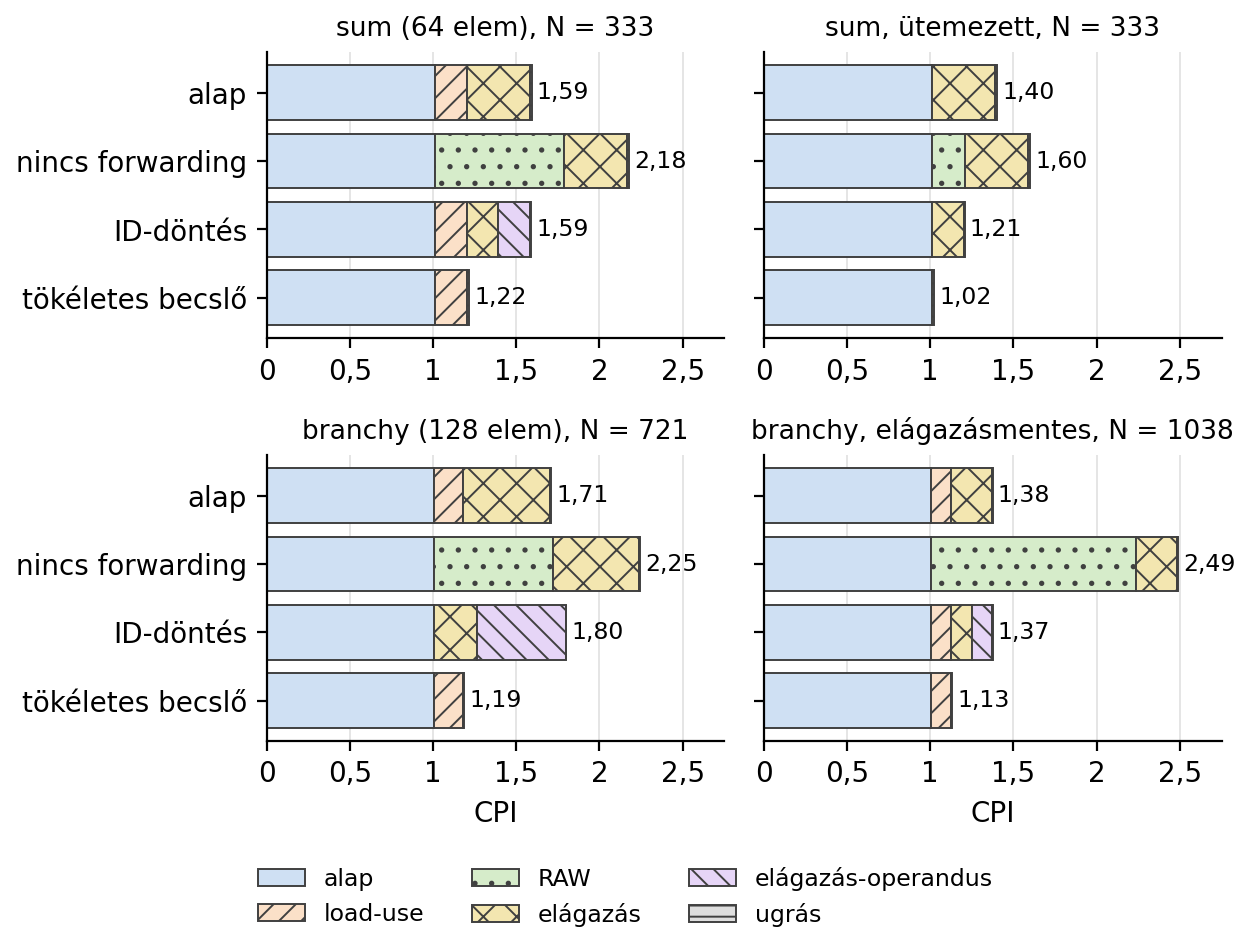 sum (64 elem), N = 333
alap
1,59
nincs forwarding
2,18
ID-döntés
1,59
tökéletes becslő
1,22
0 0,5 1 1,5 2 2,5
sum, ütemezett, N = 333
1,40
1,60
1,21
1,02
0 0,5 1 1,5 2 2,5
branchy (128 elem), N = 721
alap
1,71
nincs forwarding
2,25
ID-döntés
1,80
tökéletes becslő
1,19
0 0,5 1 1,5 2 2,5
CPI
branchy, elágazásmentes, N = 1038
1,38
2,49
1,37
1,13
0 0,5 1 1,5 2 2,5
CPI
alap
load-use
RAW
elágazás
elágazás-operandus
ugrás